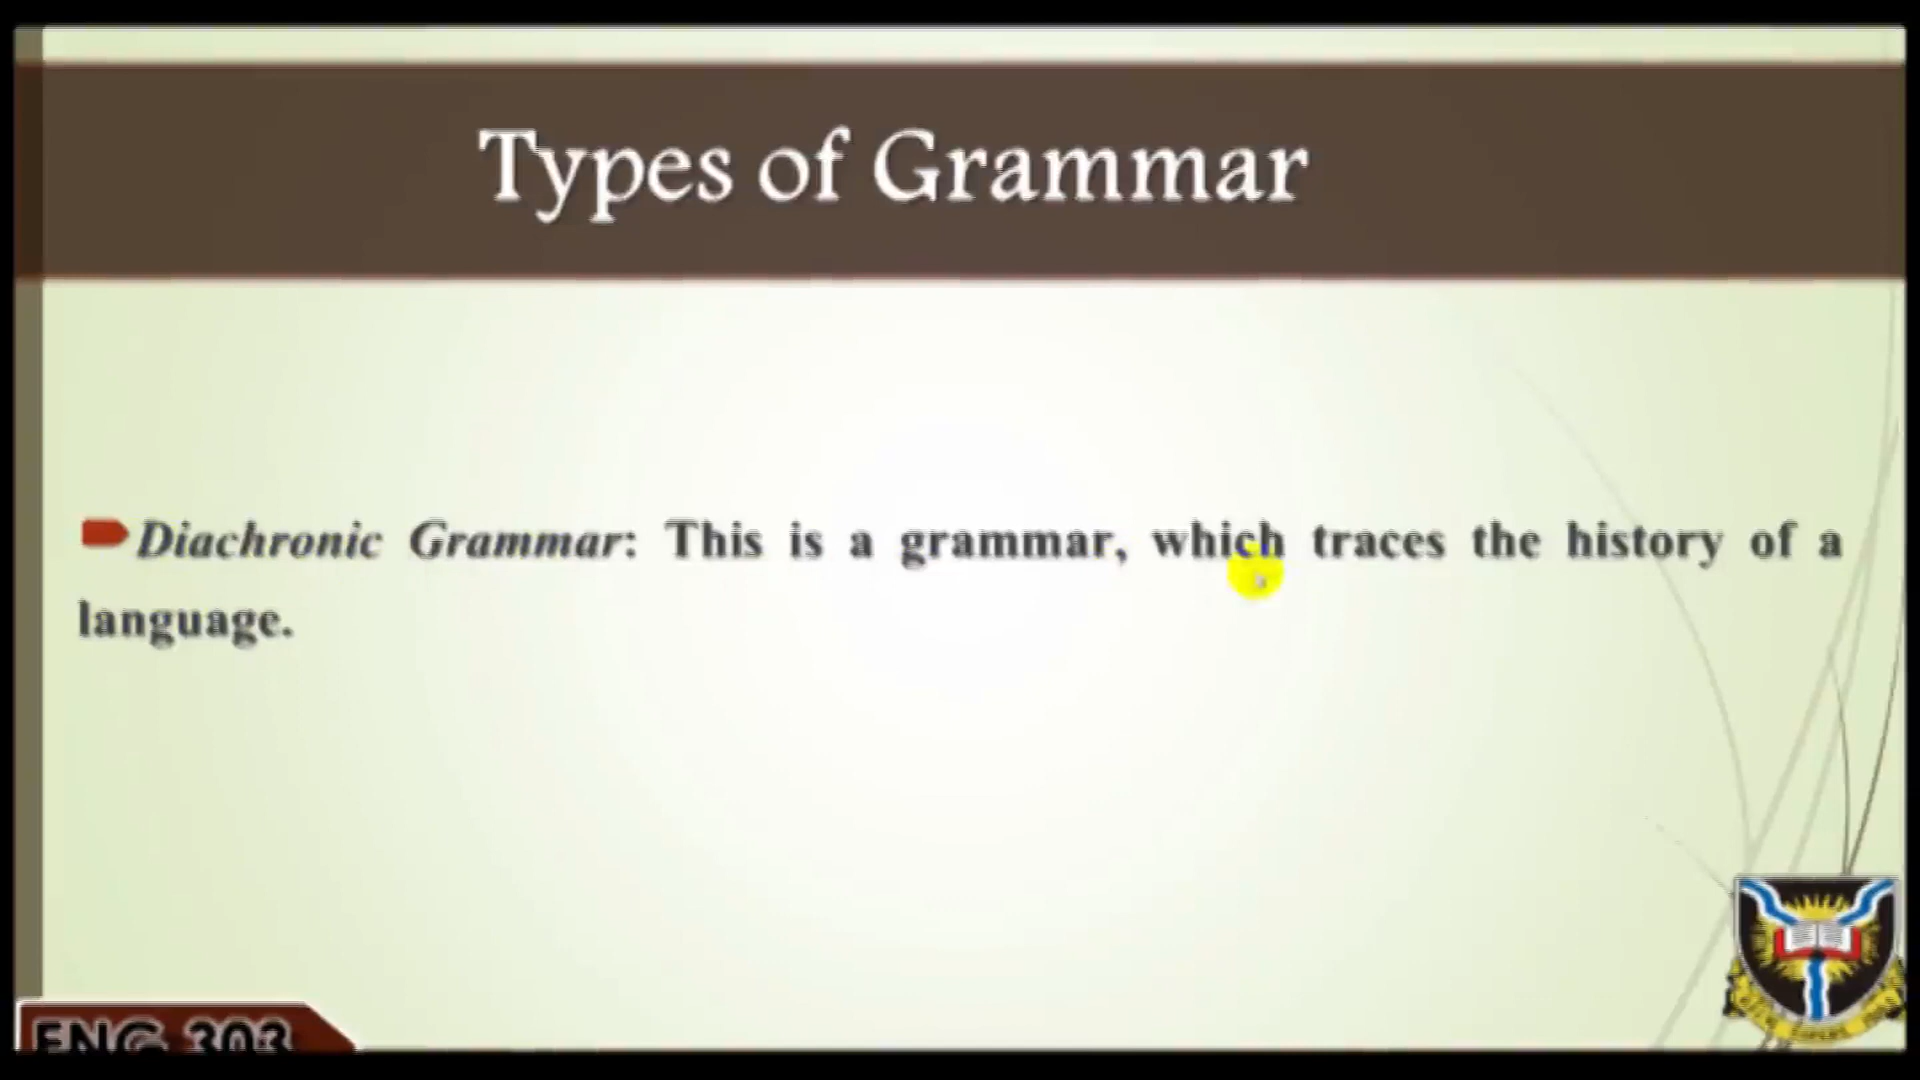 Types of Grammar
Diachronic Grammar: This is a grammar, which traces the history of a
language.
ENG 303